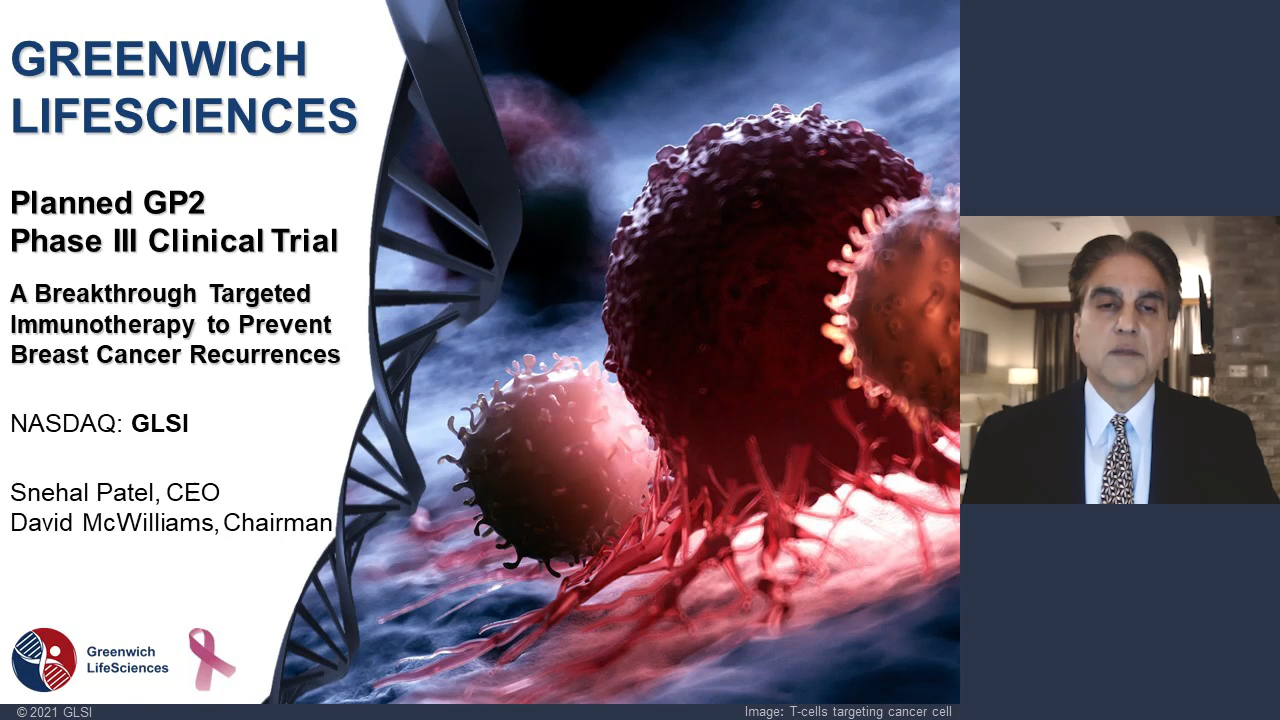 GREENWICH
LIFESCIENCES
Planned GP2
Phase III Clinical Trial
A Breakthrough Targeted
Immunotherapy to Prevent
Breast Cancer Recurrences
NASDAQ: GLSI
Snehal Patel, CEO
David McWilliams, Chairman
Greenwich
LifeSciences
© 2021 GLSI
Image: T-cells targeting cancer cell